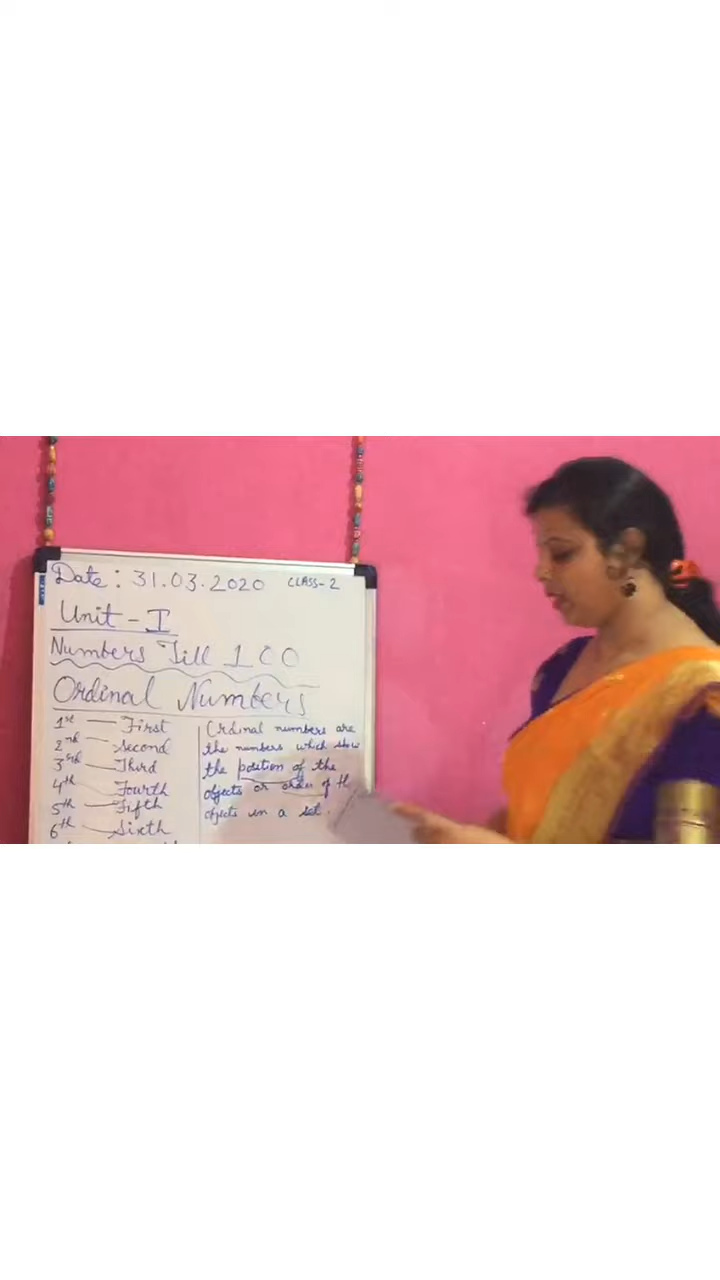 Date: 31.03.2020 CLASS-2
Unit - I
Numbers Till 100
Ordinal Numbers
1st — First
2nd — Second
3rd — Third
4th — Fourth
5th — Fifth
6th — Sixth
Ordinal numbers are
the numbers which show
the position of the
objects or order of
objects in a set.